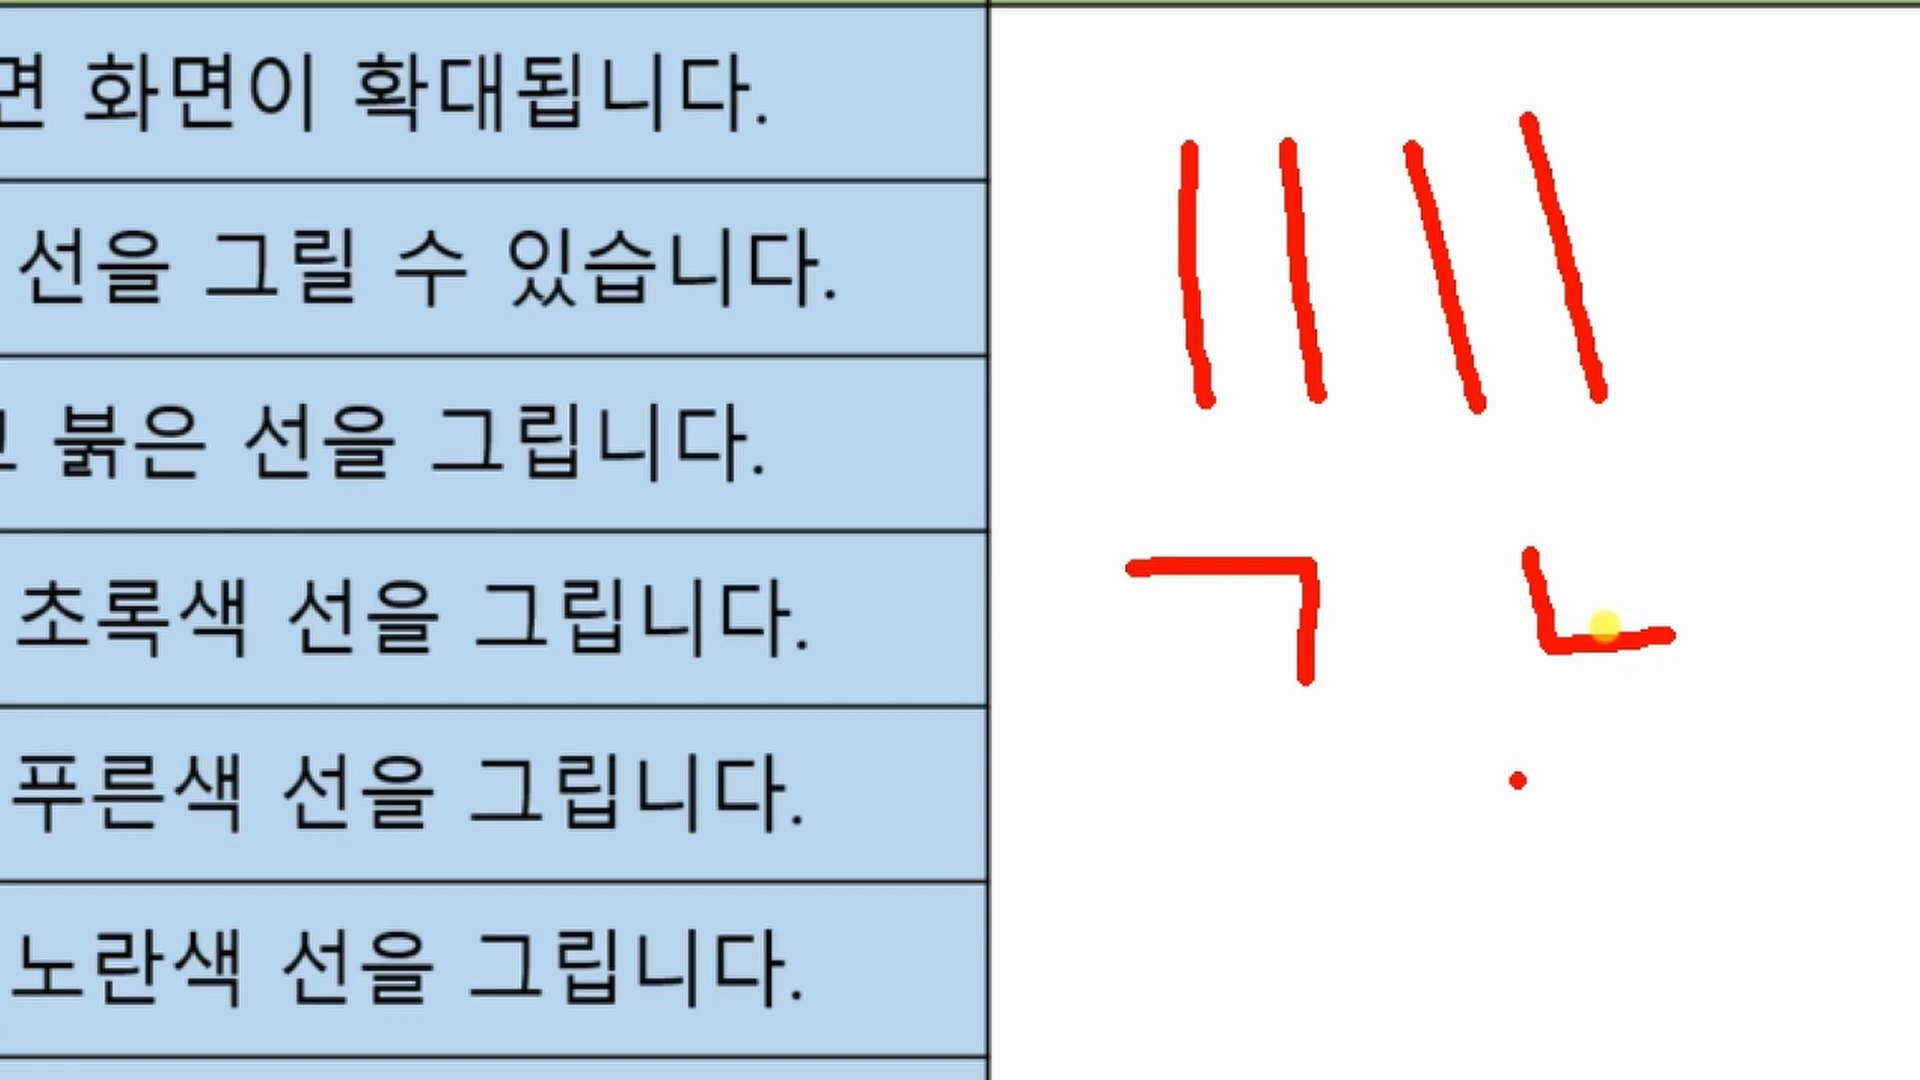 면 화면이 확대됩니다.
선을 그릴 수 있습니다.
붉은 선을 그립니다.
초록색 선을 그립니다.
푸른색 선을 그립니다.
노란색 선을 그립니다.
ㄱ ㄴ